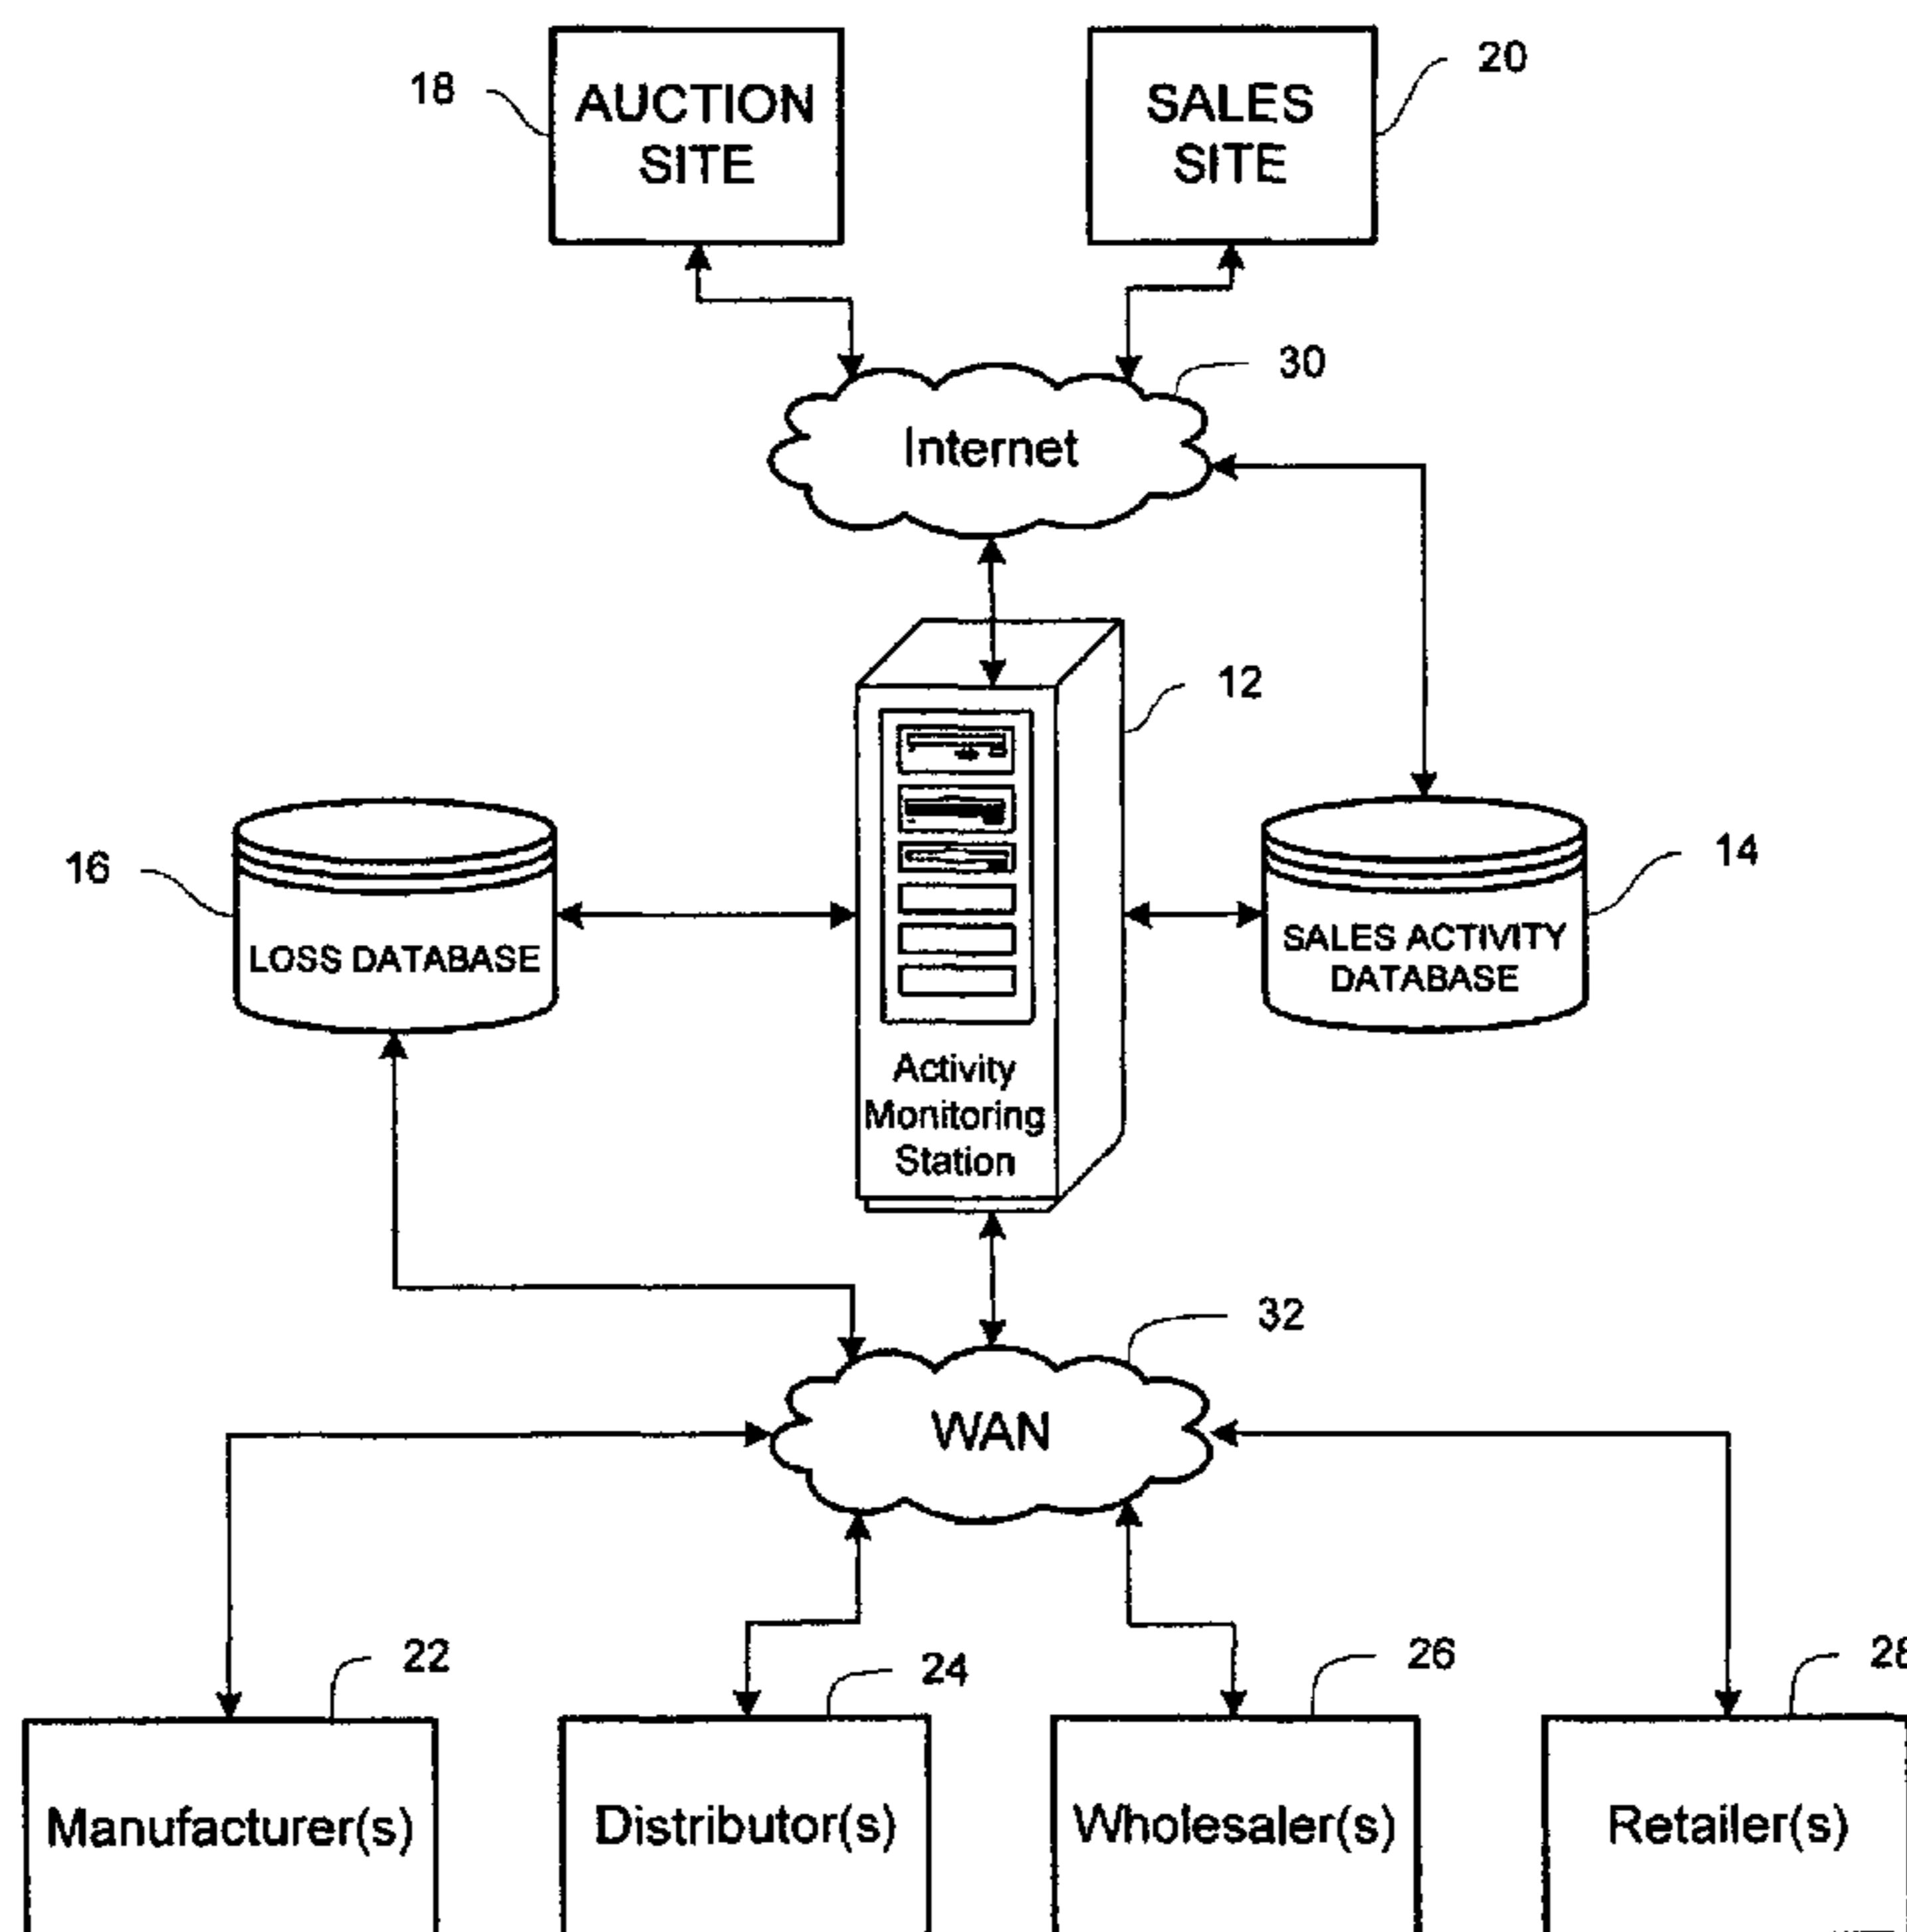 18
AUCTION
SITE
SALES
SITE
20
30
Internet
12
16
LOSS DATABASE
14
SALES ACTIVITY
DATABASE
Activity
Monitoring
Station
32
WAN
22
24
26
28
Manufacturer(s)
Distributor(s)
Wholesaler(s)
Retailer(s)